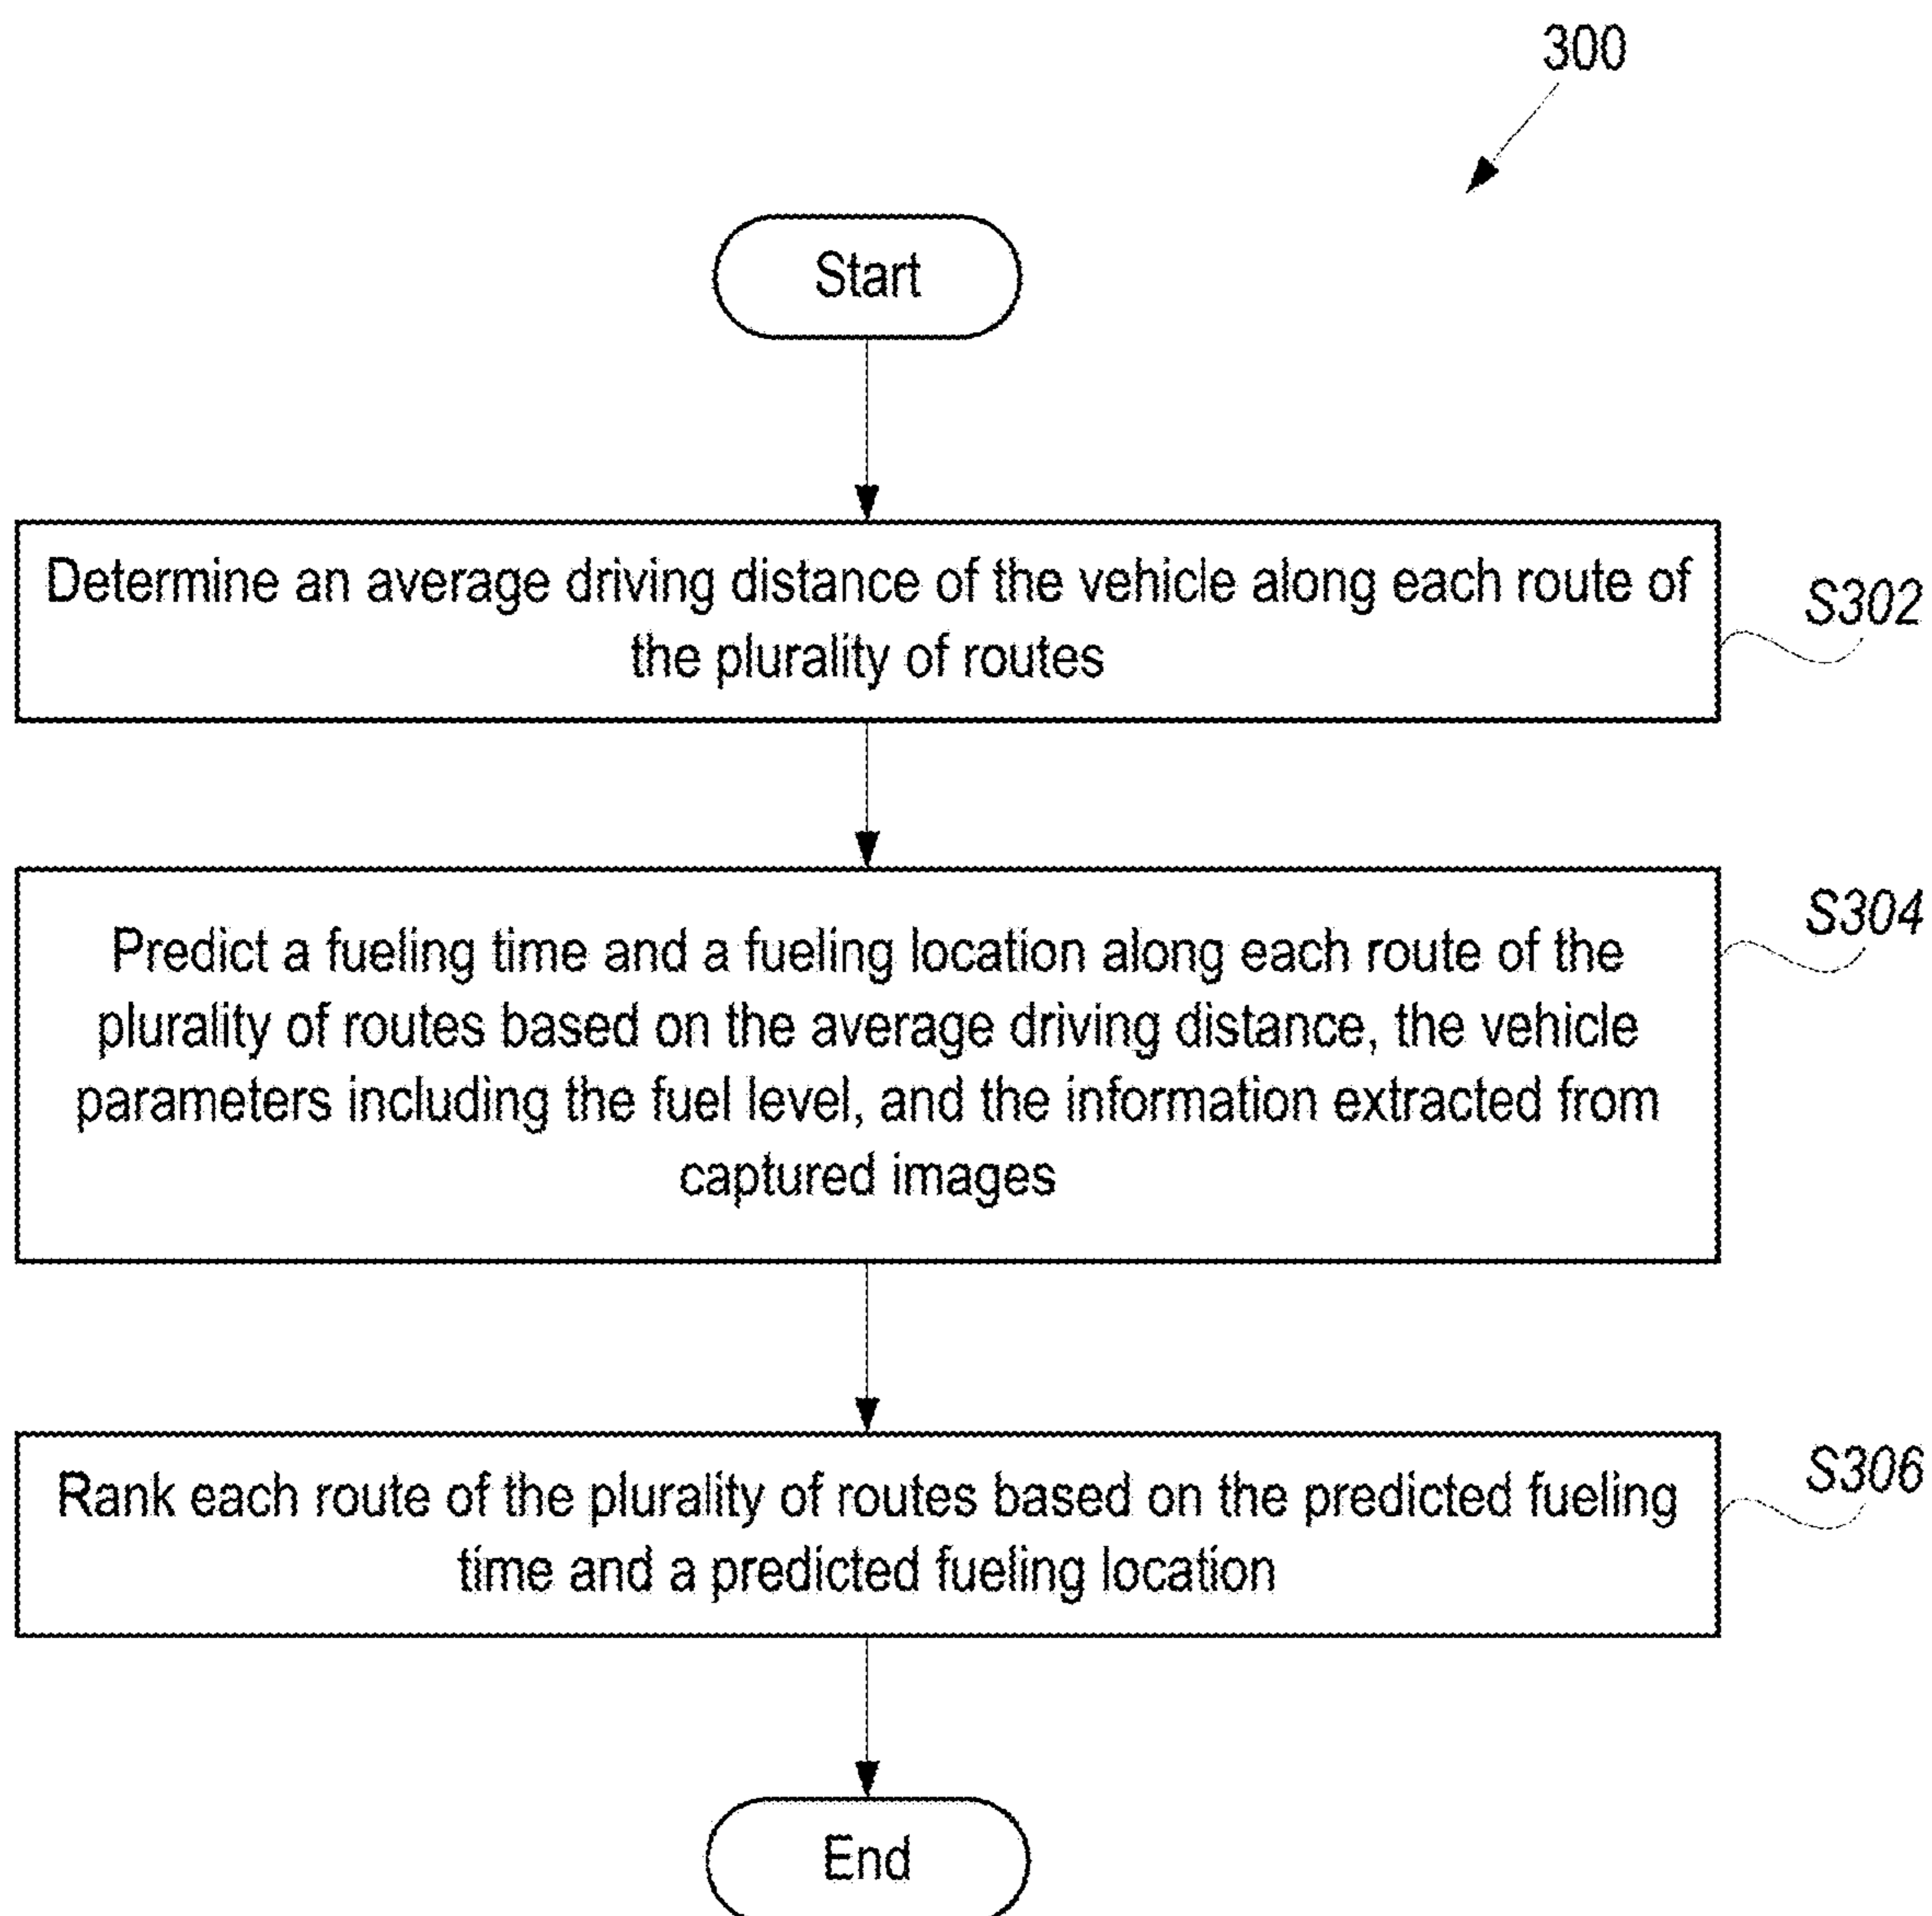 300
Start
Determine an average driving distance of the vehicle along each route of
the plurality of routes
S302
Predict a fueling time and a fueling location along each route of the
plurality of routes based on the average driving distance, the vehicle
parameters including the fuel level, and the information extracted from
captured images
S304
Rank each route of the plurality of routes based on the predicted fueling
time and a predicted fueling location
S306
End